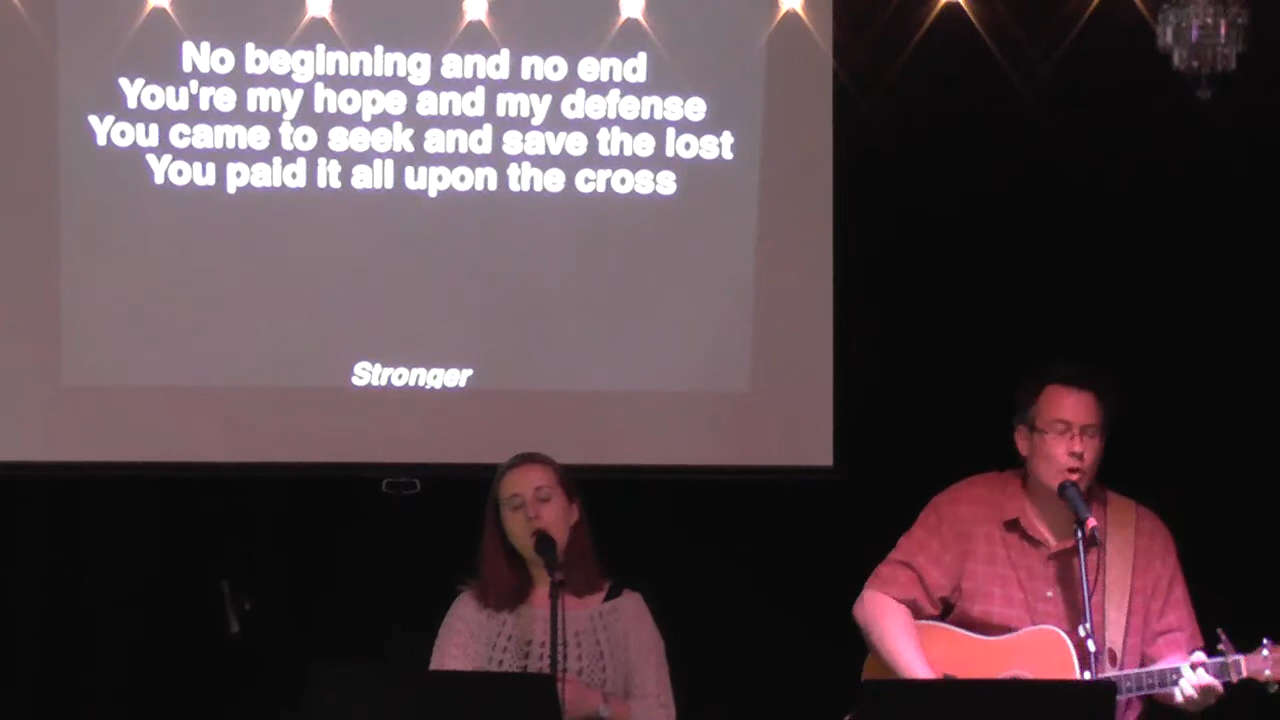 No beginning and no end
You're my hope and my defense
You came to seek and save the lost
You paid it all upon the cross
Stronger